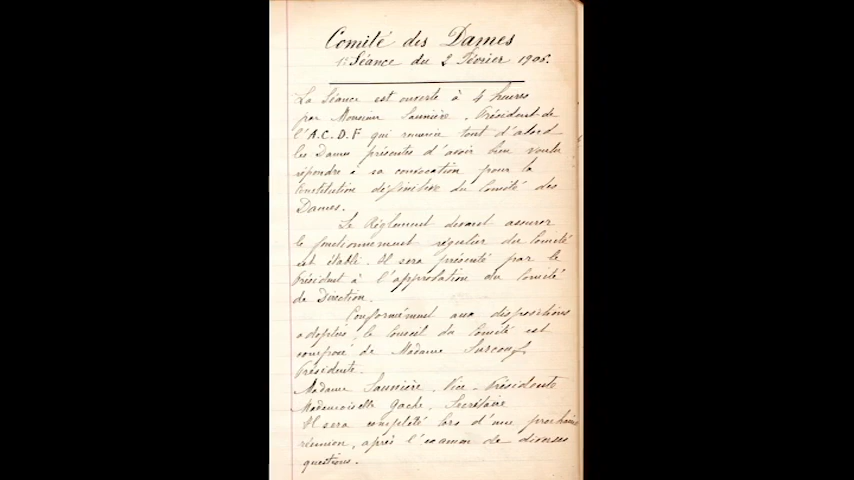 Comité des Dames
1e Séance du 2 Février 1906.
La Séance est ouverte à 4 heures
par Monsieur Saunière, Président de
l'A.C.D.F qui remercie tout d'abord
les Dames présentes d'avoir bien voulu
répondre à sa convocation pour la
Constitution définitive du Comité des
Dames.
Le Réglement devant assurer
le fonctionnement régulier du Comité
est établi. Il sera présenté par le
Président à l'approbation du Comité
de Direction.
Conformément aux dispositions
adoptées, le Conseil du Comité est
composé de Madame Surcouf
Présidente.
Madame Saunière. Vice-Présidente
Mademoiselle Gache. Secrétaire
Il sera complété lors d'une prochaine
réunion, après l'examen de diverses
questions.